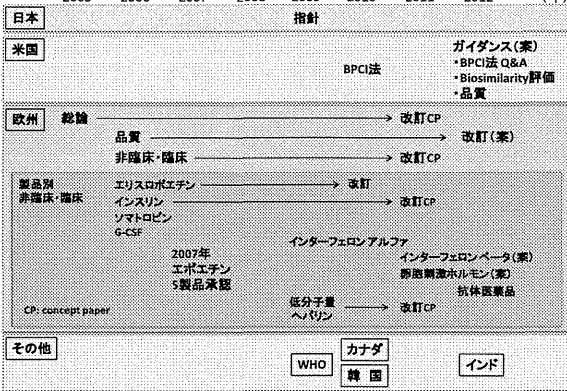 日本
指針
米国
BPCI法
ガイダンス(案)
・BPCI法 Q&A
・Biosimilarity評価
・品質
欧州
総論
改訂CP
品質
改訂(案)
非臨床・臨床
改訂CP
製品別
非臨床・臨床
エリスロポエチン
改訂
インスリン
改訂CP
ソマトロピン
G-CSF
2007年
エポエチン
5製品承認
インターフェロン アルファ
インターフェロン ベータ(案)
卵胞刺激ホルモン(案)
抗体医薬品
低分子量
ヘパリン
改訂CP
CP: concept paper
その他
WHO
カナダ
韓 国
インド